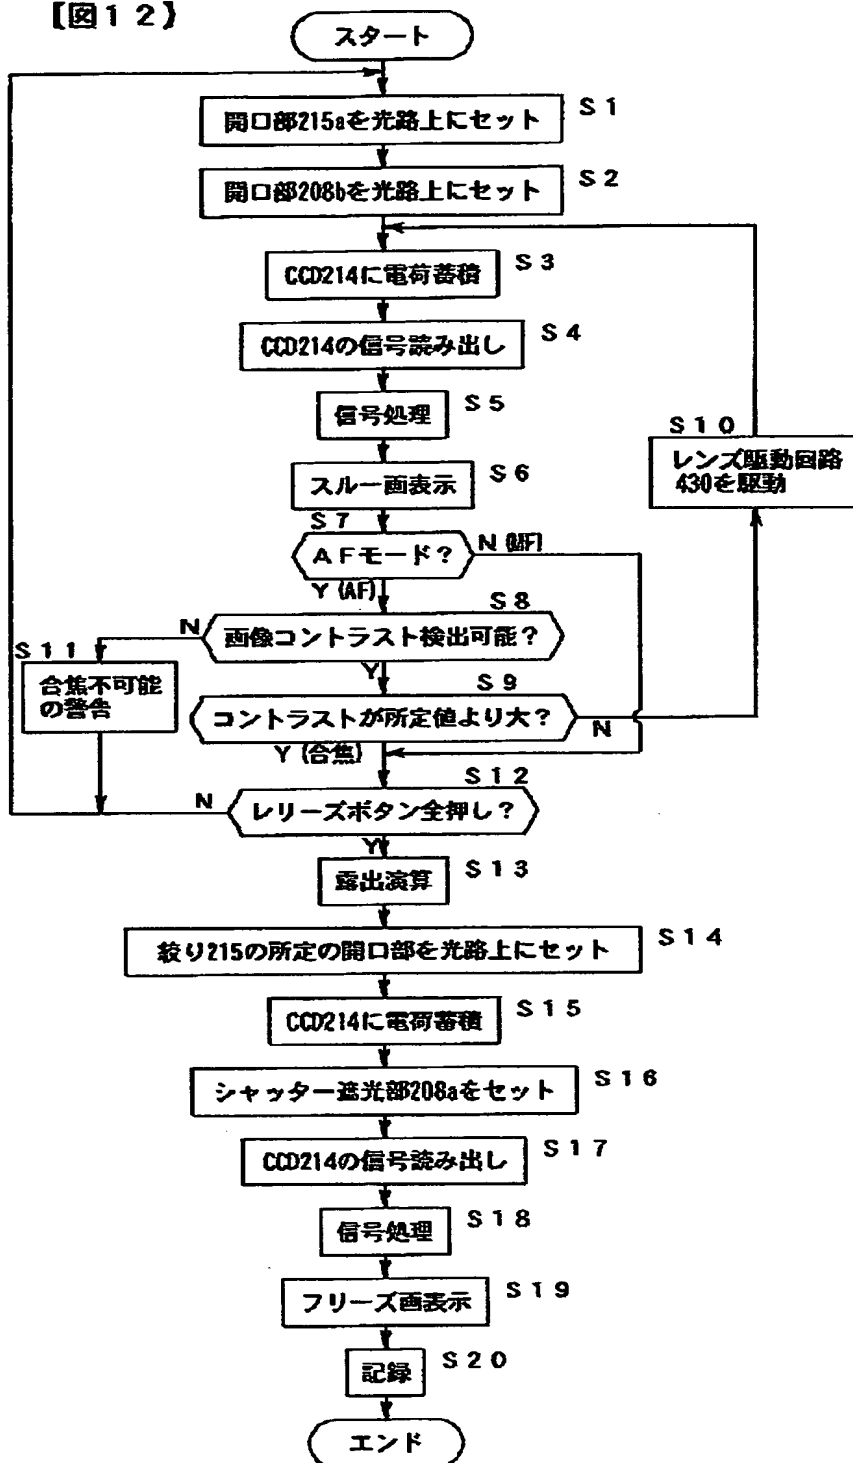 【図１２】
スタート
開口部215aを光路上にセット
Ｓ１
開口部208bを光路上にセット
Ｓ２
CCD214に電荷蓄積
Ｓ３
CCD214の信号読み出し
Ｓ４
信号処理
Ｓ５
スルー画表示
Ｓ６
Ｓ７
ＡＦモード？
Ｎ (MF)
Ｙ (AF)
Ｓ８
画像コントラスト検出可能？
Ｎ
Ｙ
Ｓ９
コントラストが所定値より大？
Ｎ
Ｙ (合焦)
Ｓ１０
レンズ駆動回路
430を駆動
Ｓ１１
合焦不可能
の警告
Ｓ１２
レリーズボタン全押し？
Ｎ
Ｙ
露出演算
Ｓ１３
絞り215の所定の開口部を光路上にセット
Ｓ１４
CCD214に電荷蓄積
Ｓ１５
シャッター遮光部208aをセット
Ｓ１６
CCD214の信号読み出し
Ｓ１７
信号処理
Ｓ１８
フリーズ画表示
Ｓ１９
記録
Ｓ２０
エンド